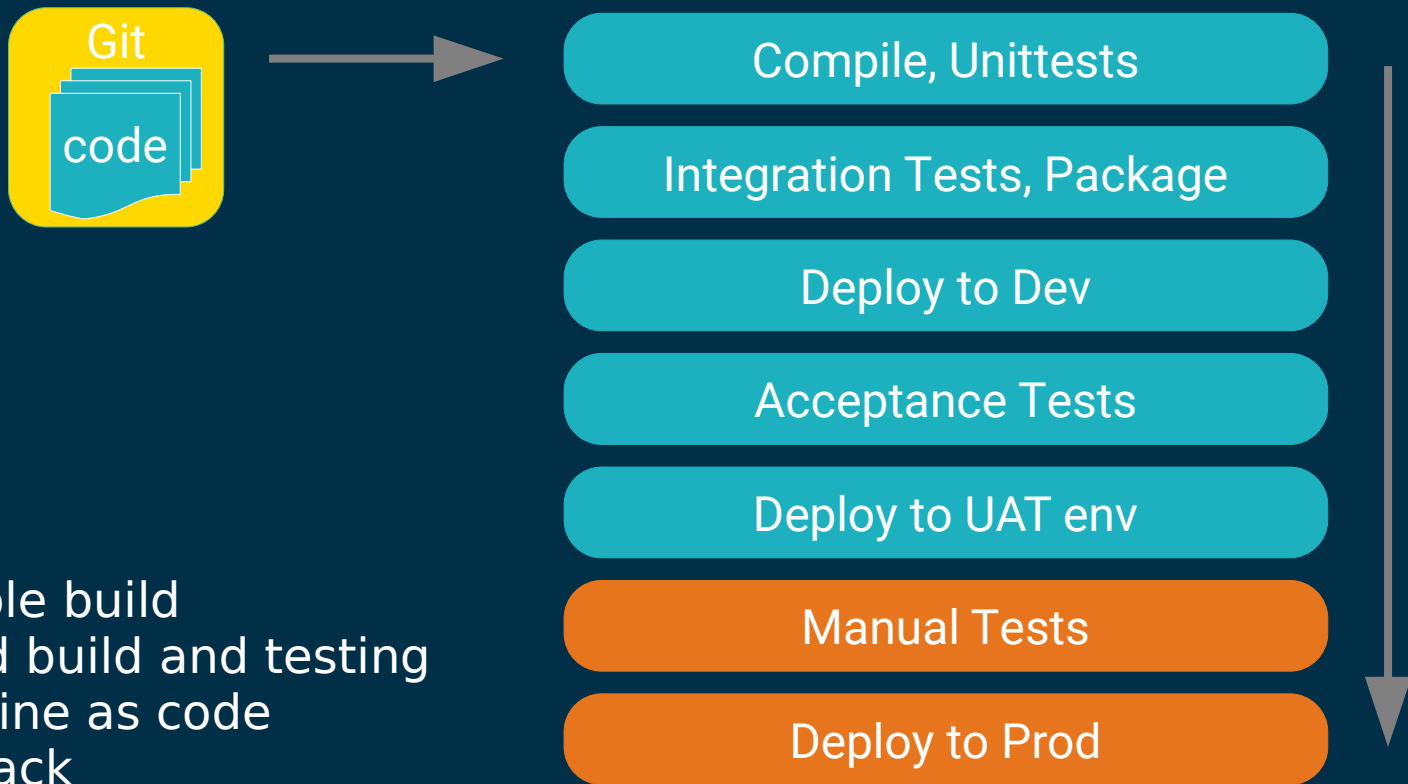 Git
code
Compile, Unittests
Integration Tests, Package
Deploy to Dev
Acceptance Tests
Deploy to UAT env
Manual Tests
Deploy to Prod
build
build and testing
as code